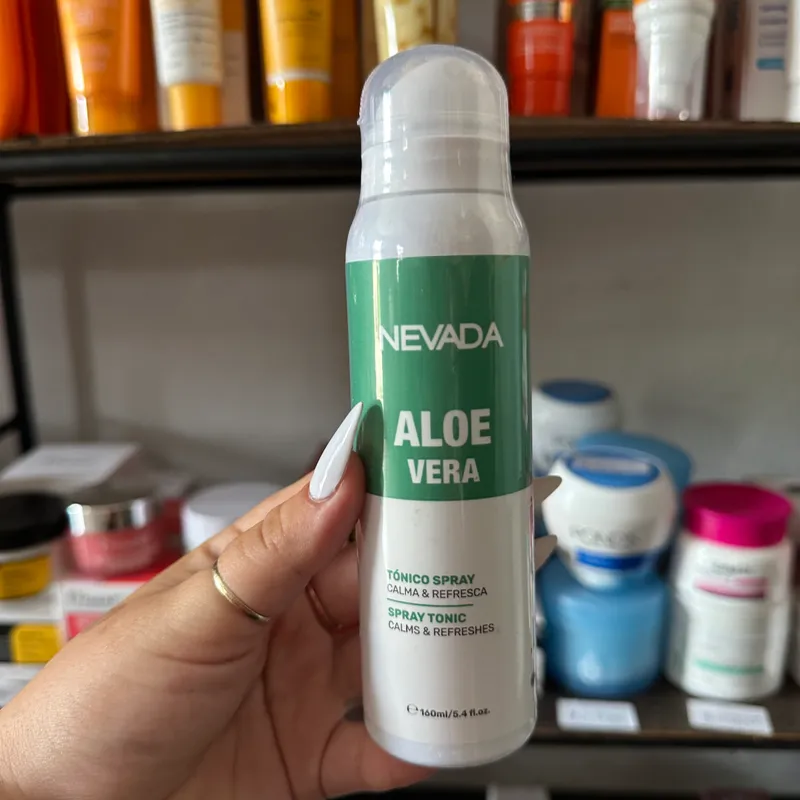 NEVADA
ALOE
VERA
TÓNICO SPRAY
CALMA & REFRESCA
SPRAY TONIC
CALMS & REFRESHES
℮ 160ml/5.4 fl.oz.